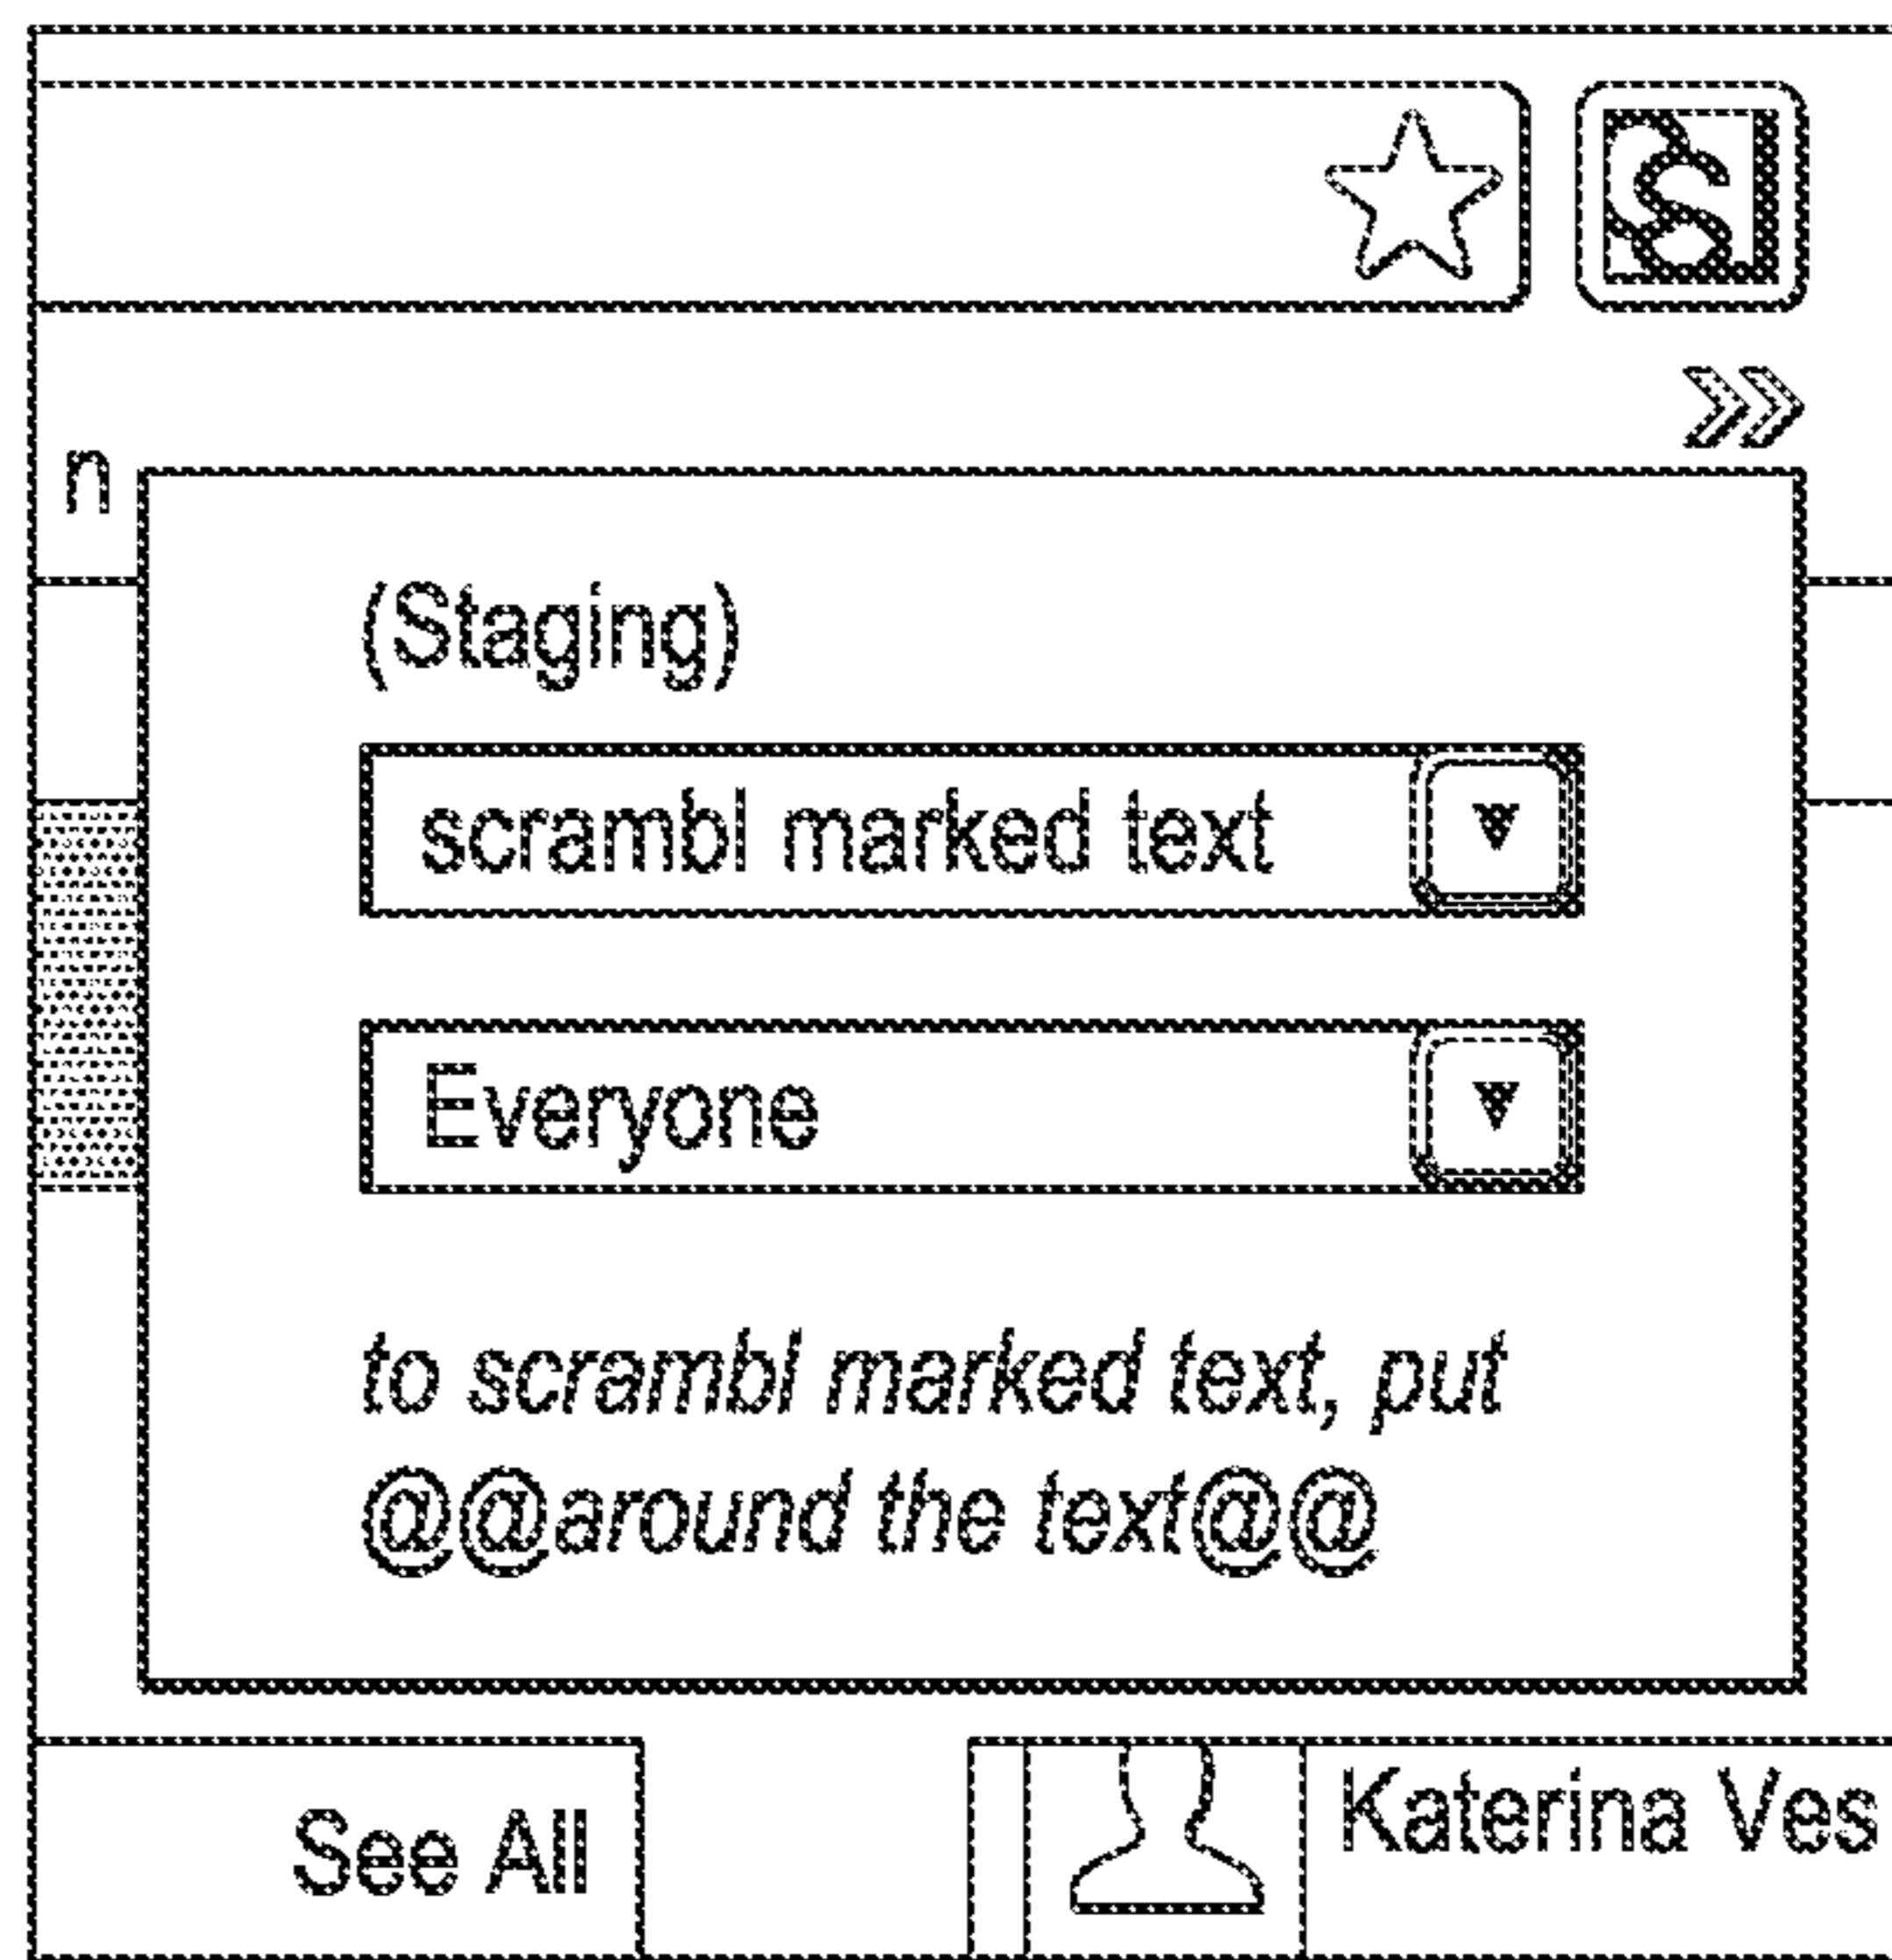 n
(Staging)
scrambl marked text
Everyone
to scrambl marked text, put
@@around the text@@
See All
Katerina Ves